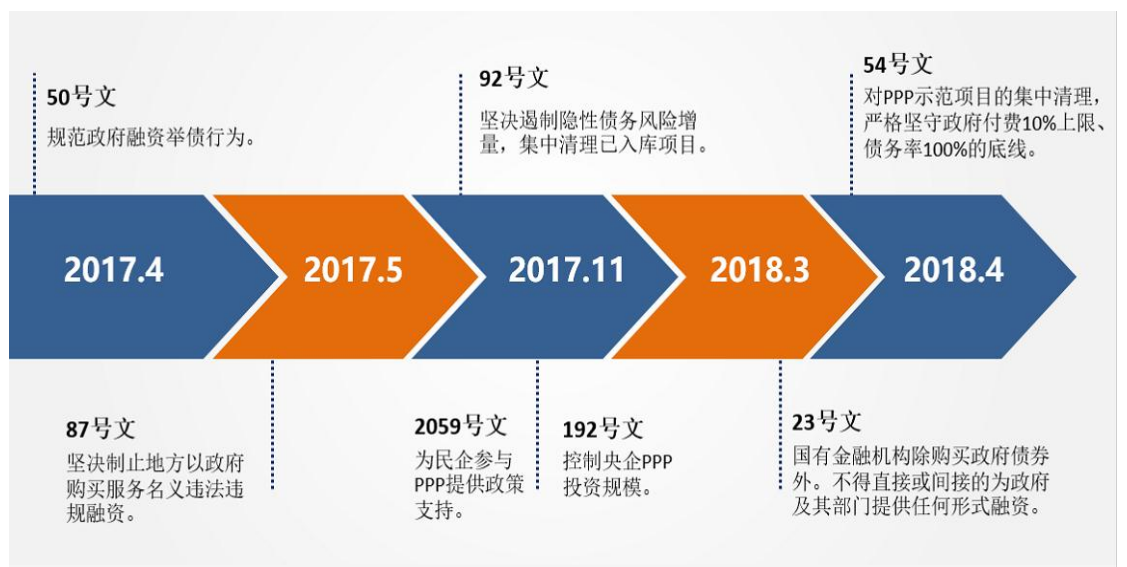 50号文
规范政府融资举债行为。
92号文
坚决遏制隐性债务风险增
量，集中清理已入库项目。
54号文
对PPP示范项目的集中清理，
严格坚守政府付费10%上限、
债务率100%的底线。
2017.4
2017.5
2017.11
2018.3
2018.4
87号文
坚决制止地方以政府
购买服务名义违法违
规融资。
2059号文
为民企参与
PPP提供政策
支持。
192号文
控制央企PPP
投资规模。
23号文
国有金融机构除购买政府债券
外。不得直接或间接的为政府
及其部门提供任何形式融资。